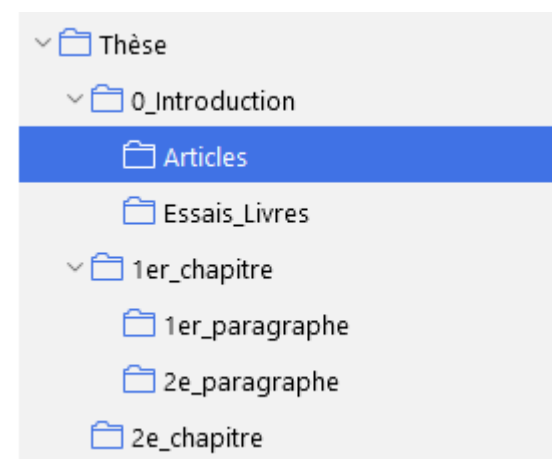 Thèse
0_Introduction
Articles
Essais_Livres
1er_chapitre
1er_paragraphe
2e_paragraphe
2e_chapitre